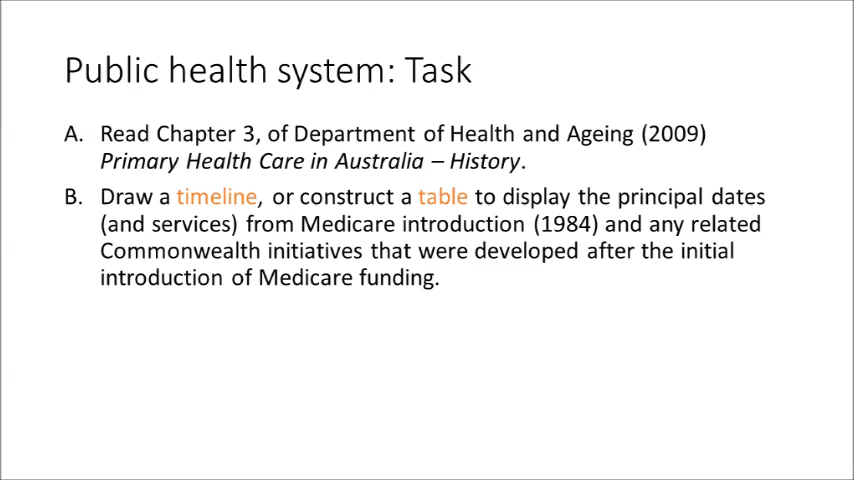 Public health system: Task
A. Read Chapter 3, of Department of Health and Ageing (2009)
Primary Health Care in Australia – History.
B. Draw a timeline, or construct a table to display the principal dates
(and services) from Medicare introduction (1984) and any related
Commonwealth initiatives that were developed after the initial
introduction of Medicare funding.